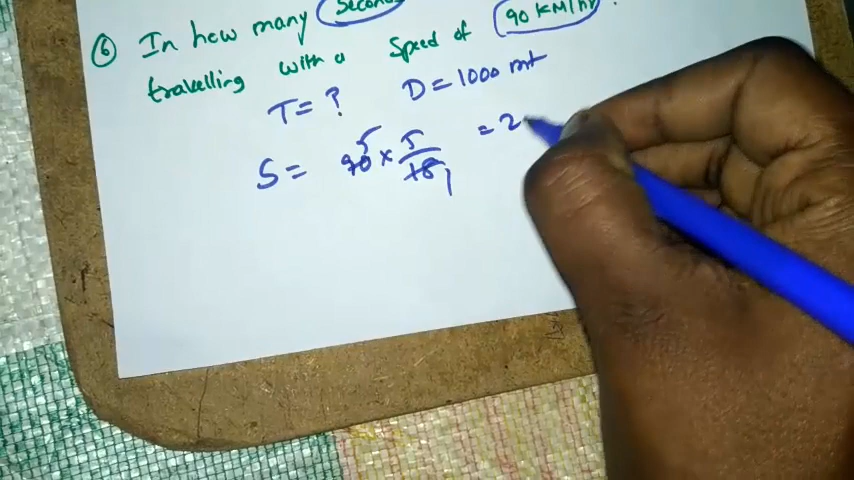 ⑥ In how many Seconds
travelling with a Speed of 90 KM/hr ?
T = ? D = 1000 mt
S = 90 5 × 5/18 1 = 2